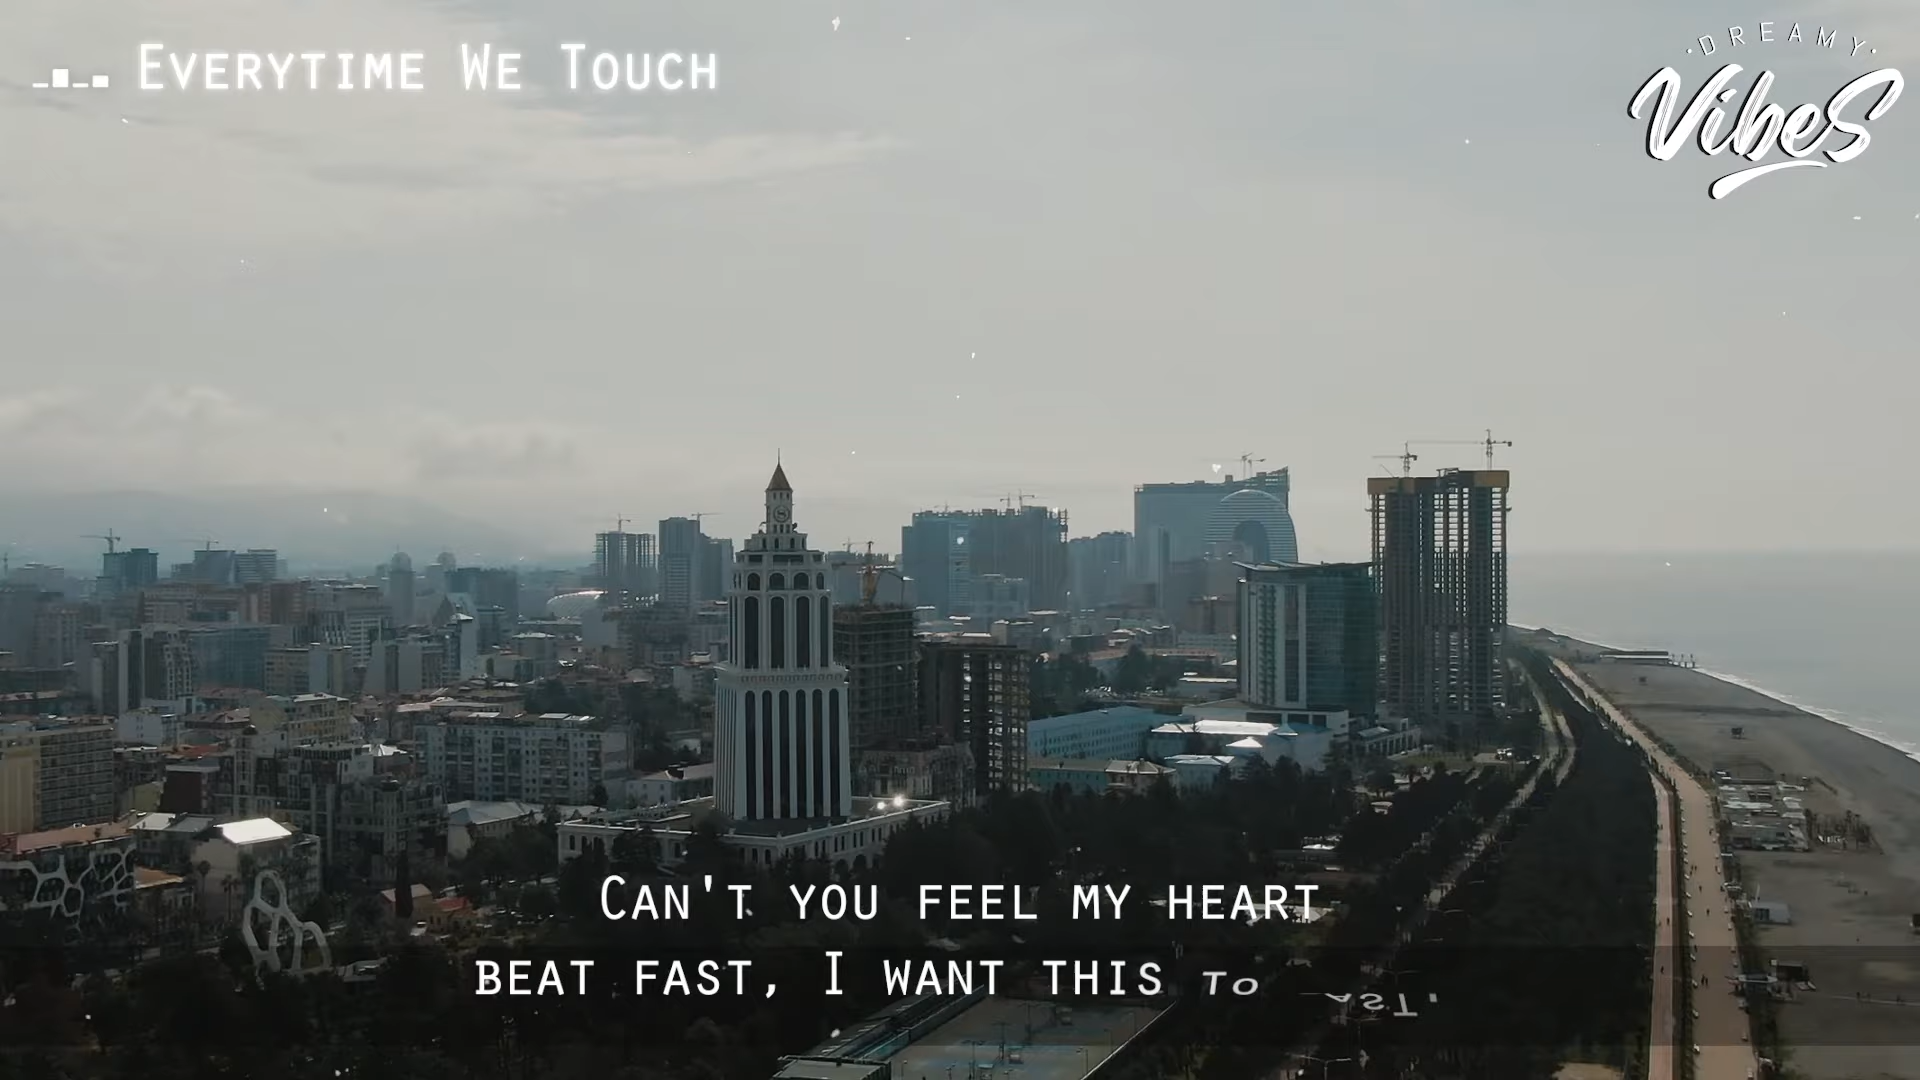 Everytime We Touch
DREAMY
Vibes
Can't you feel my heart
beat fast, I want this to